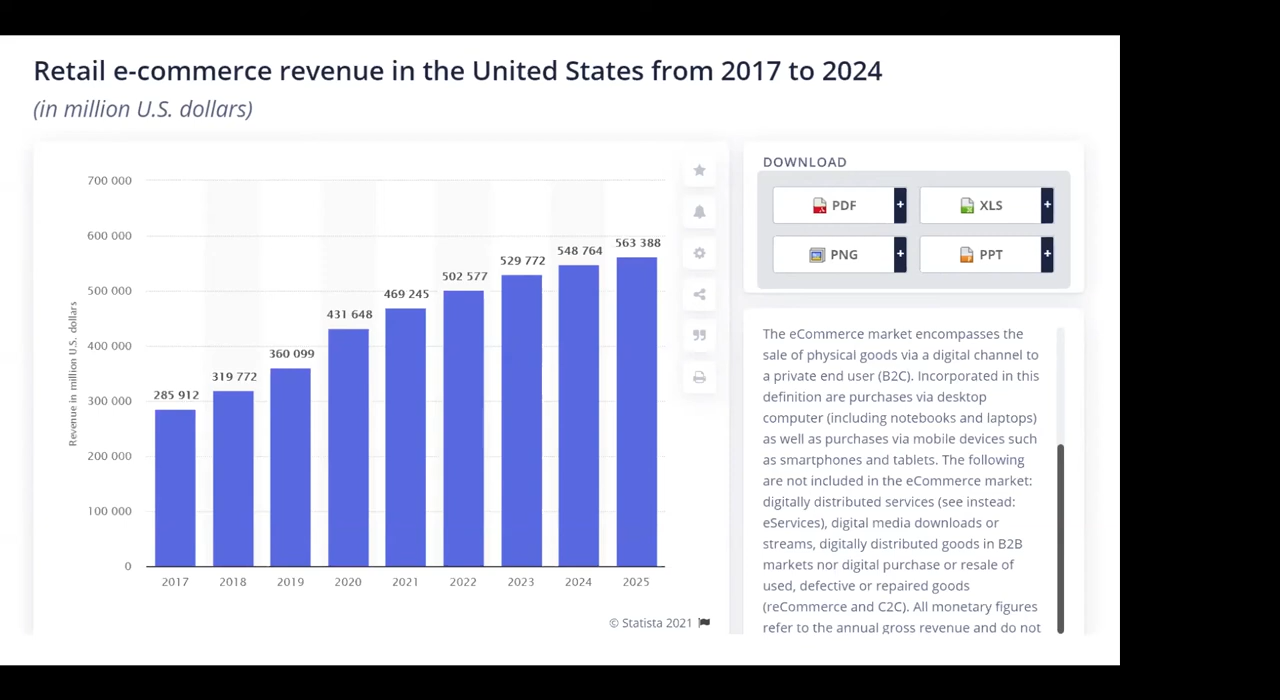 Retail e-commerce revenue in the United States from 2017 to 2024
(in million U.S. dollars)
700 000
600 000
500 000
400 000
300 000
200 000
100 000
0
Revenue in million U.S. dollars
285 912
319 772
360 099
431 648
469 245
502 577
529 772
548 764
563 388
2017 2018 2019 2020 2021 2022 2023 2024 2025
© Statista 2021
DOWNLOAD
PDF + XLS +
PNG + PPT +
The eCommerce market encompasses the
sale of physical goods via a digital channel to
a private end user (B2C). Incorporated in this
definition are purchases via desktop
computer (including notebooks and laptops)
as well as purchases via mobile devices such
as smartphones and tablets. The following
are not included in the eCommerce market:
digitally distributed services (see instead:
eServices), digital media downloads or
streams, digitally distributed goods in B2B
markets nor digital purchase or resale of
used, defective or repaired goods
(reCommerce and C2C). All monetary figures
refer to the annual gross revenue and do not